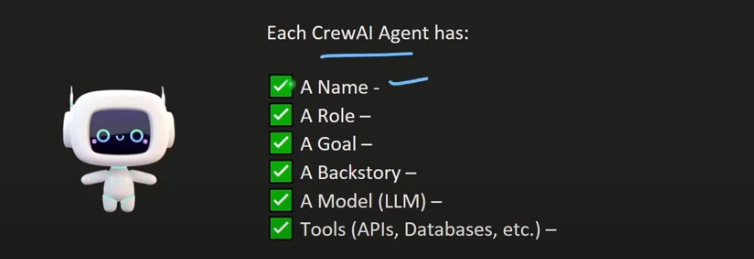 Each CrewAI Agent has:
✅ A Name -
✅ A Role –
✅ A Goal –
✅ A Backstory –
✅ A Model (LLM) –
✅ Tools (APIs, Databases, etc.) –